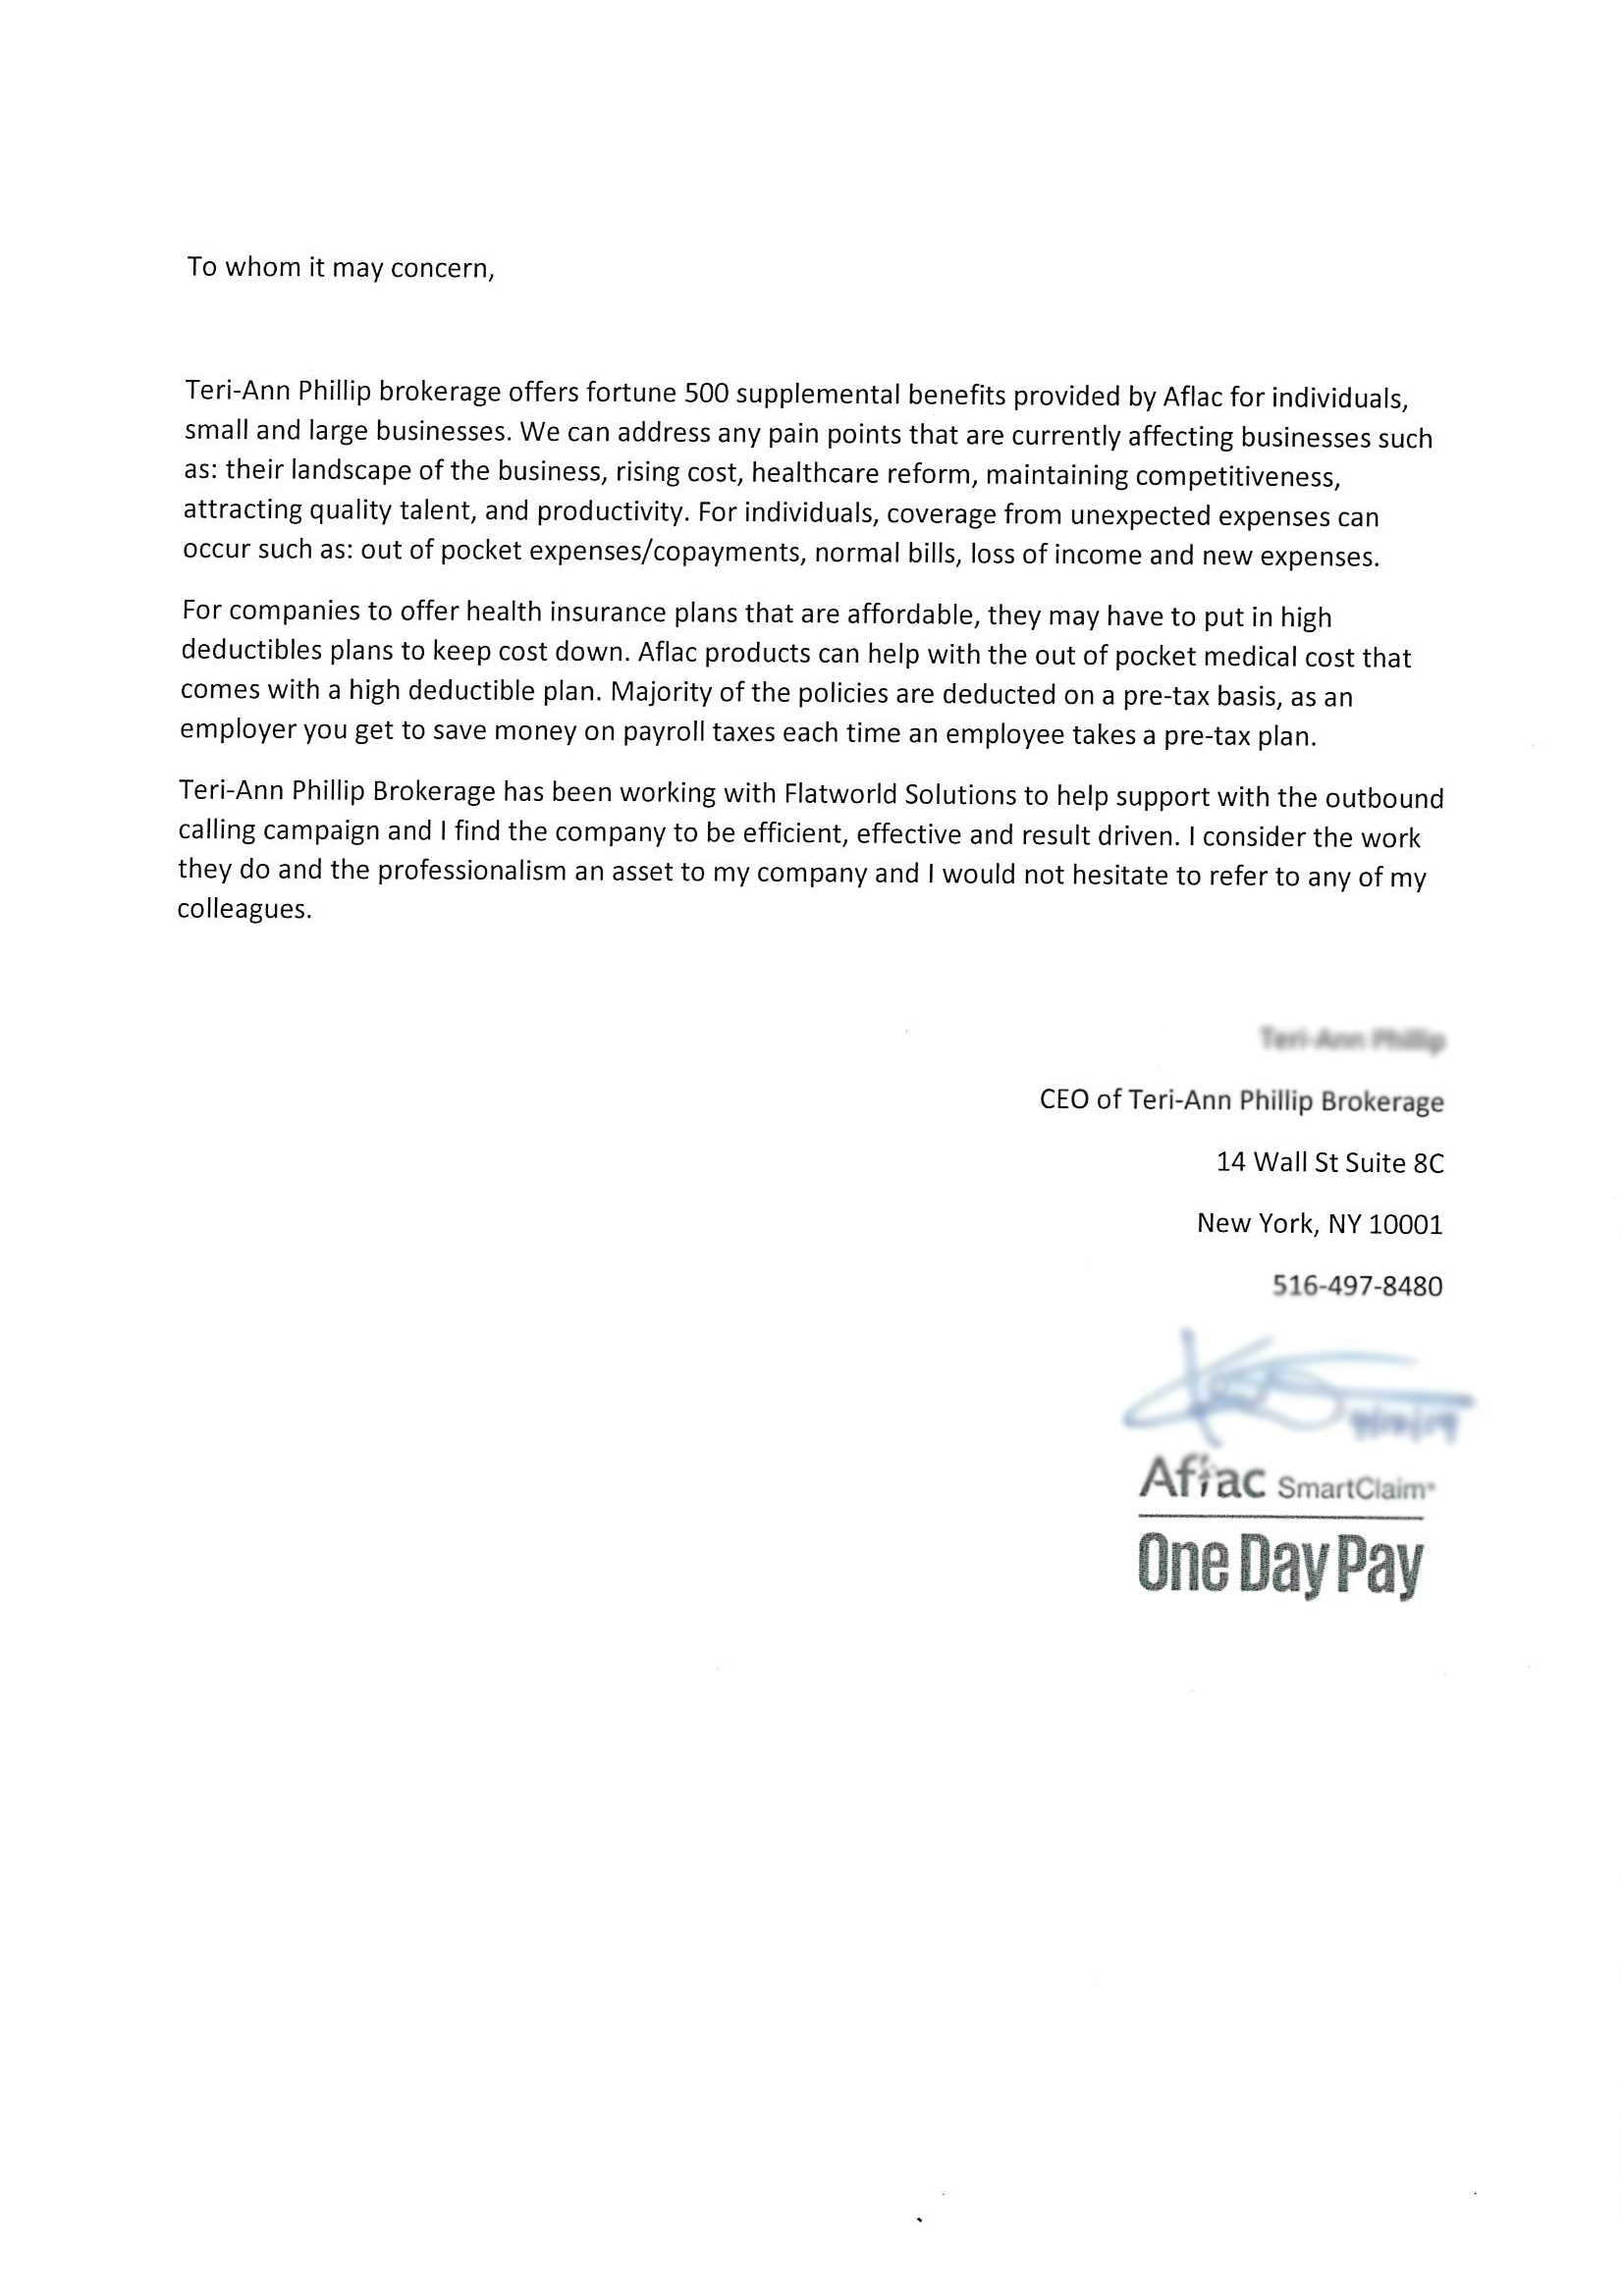 To whom it may concern,
Teri-Ann Phillip brokerage offers fortune 500 supplemental benefits provided by Aflac for individuals,
small and large businesses. We can address any pain points that are currently affecting businesses such
as: their landscape of the business, rising cost, healthcare reform, maintaining competitiveness,
attracting quality talent, and productivity. For individuals, coverage from unexpected expenses can
occur such as: out of pocket expenses/copayments, normal bills, loss of income and new expenses.
For companies to offer health insurance plans that are affordable, they may have to put in high
deductibles plans to keep cost down. Aflac products can help with the out of pocket medical cost that
comes with a high deductible plan. Majority of the policies are deducted on a pre-tax basis, as an
employer you get to save money on payroll taxes each time an employee takes a pre-tax plan.
Teri-Ann Phillip Brokerage has been working with Flatworld Solutions to help support with the outbound
calling campaign and I find the company to be efficient, effective and result driven. I consider the work
they do and the professionalism an asset to my company and I would not hesitate to refer to any of my
colleagues.
Teri-Ann Phillip
CEO of Teri-Ann Phillip Brokerage
14 Wall St Suite 8C
New York, NY 10001
516-497-8480
Aflac SmartClaim®
One Day Pay